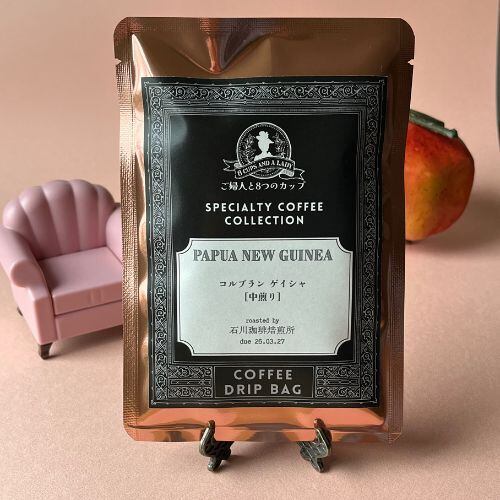 8 CUPS AND A LADY
ご婦人と8つのカップ
SPECIALTY COFFEE
COLLECTION
PAPUA NEW GUINEA
コルブラン ゲイシャ
[中煎り]
roasted by
石川珈琲焙煎所
due 25.03.27
COFFEE
DRIP BAG